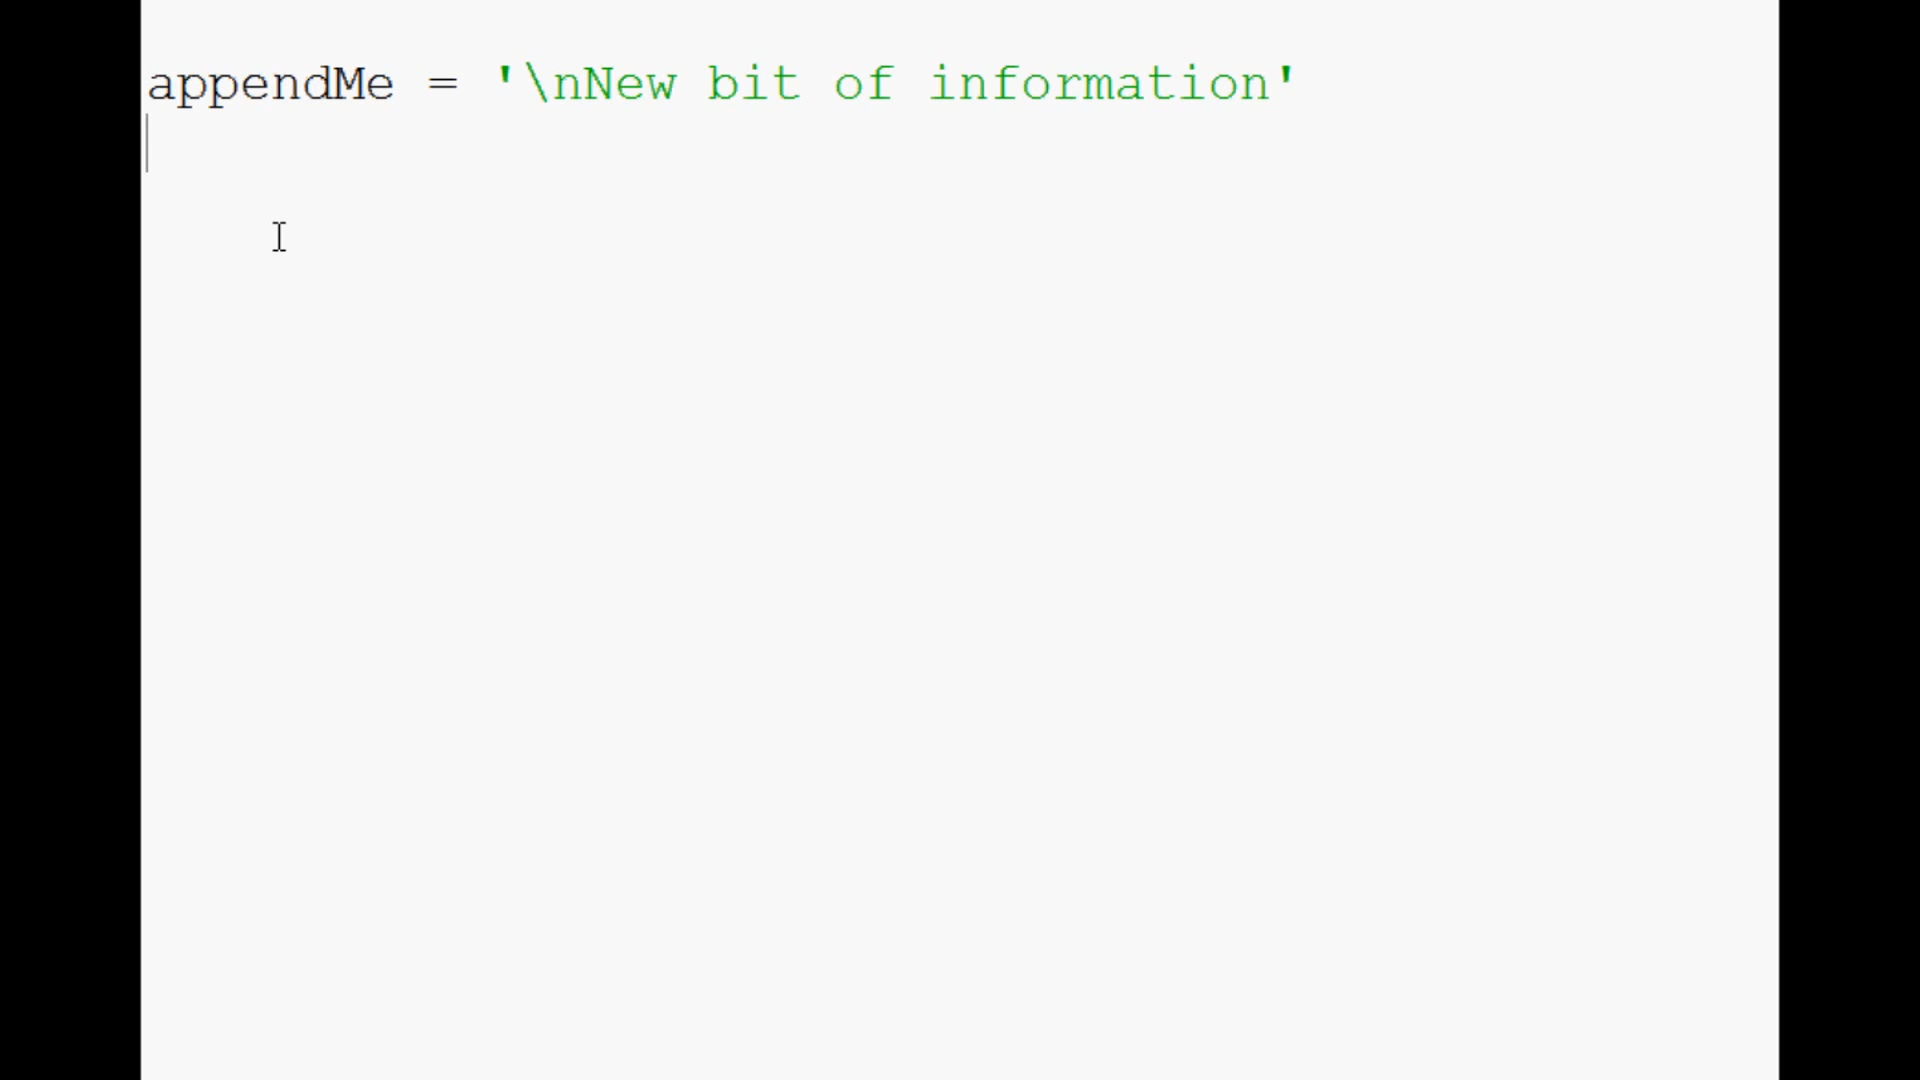 appendMe = '\nNew bit of information'